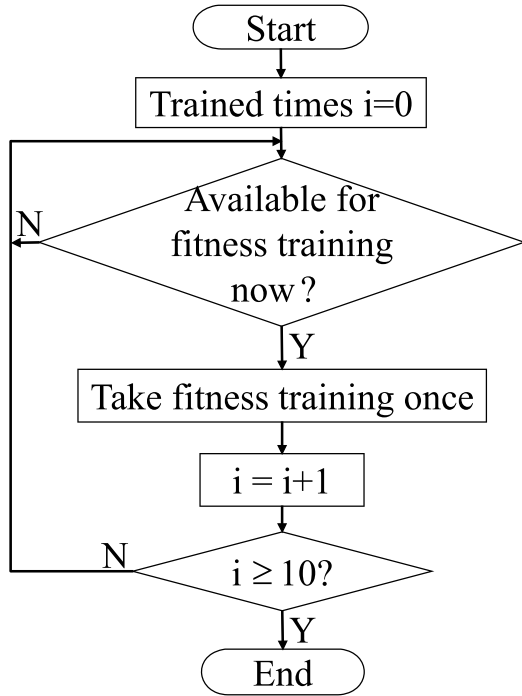 Start
Trained times i=0
Available for
fitness training
now ?
N
Y
Take fitness training once
i = i+1
N
i ≥ 10?
Y
End